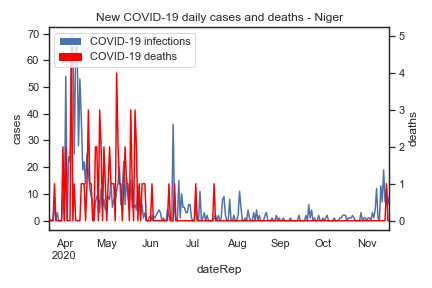 New COVID-19 daily cases and deaths - Niger
COVID-19 infections
COVID-19 deaths
70
60
50
40
30
20
10
0
cases
5
4
3
2
1
0
deaths
Apr May Jun Jul Aug Sep Oct Nov
2020
dateRep